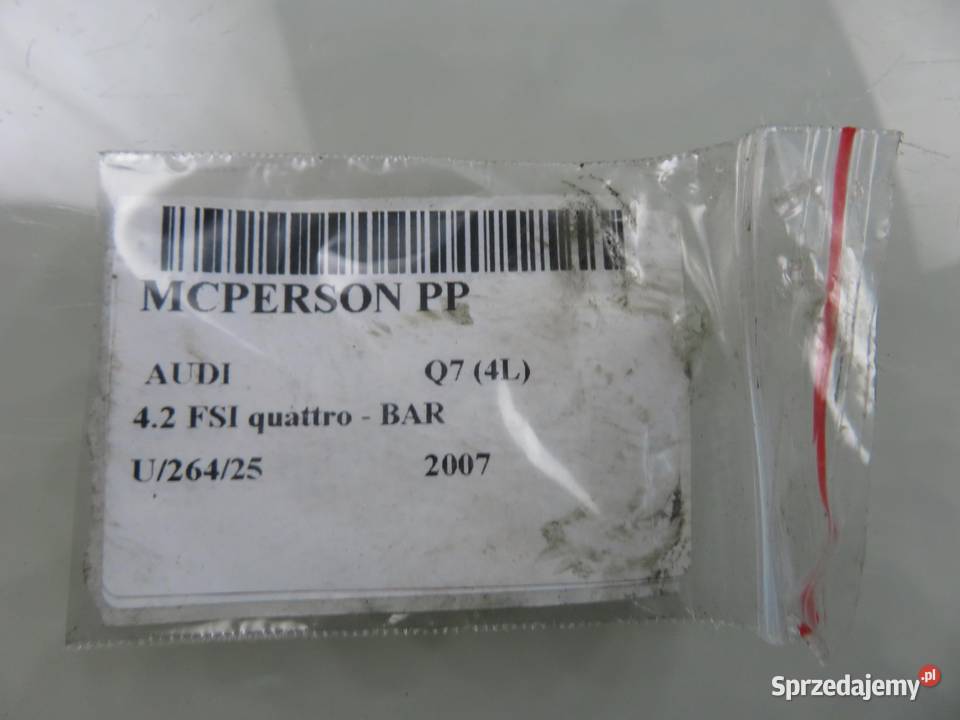 MCPERSON PP
AUDI Q7 (4L)
4.2 FSI quattro - BAR
U/264/25 2007
Sprzedajemy.pl